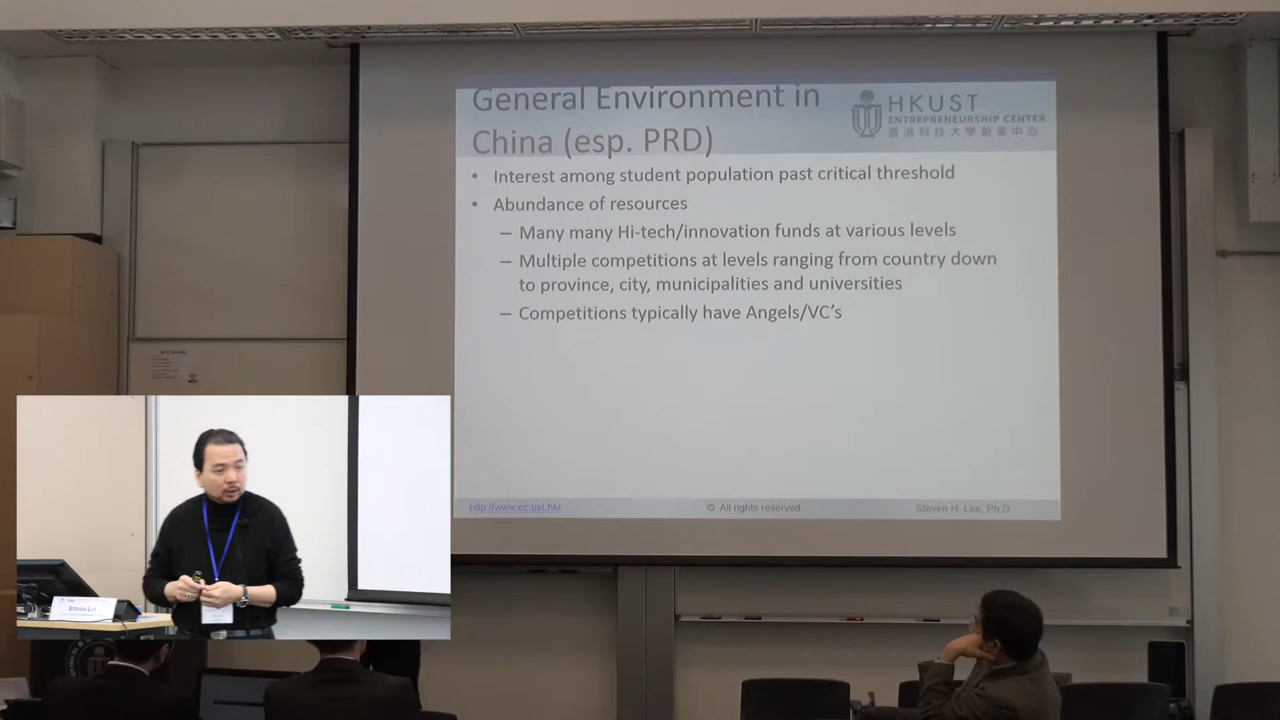 General Environment in
China (esp. PRD)
HKUST
ENTREPRENEURSHIP CENTER
香港科技大學創業中心
• Interest among student population past critical threshold
• Abundance of resources
– Many many Hi-tech/innovation funds at various levels
– Multiple competitions at levels ranging from country down
to province, city, municipalities and universities
– Competitions typically have Angels/VC's
http://www.ec.ust.hk/
© All rights reserved
Steven H. Lee, Ph.D